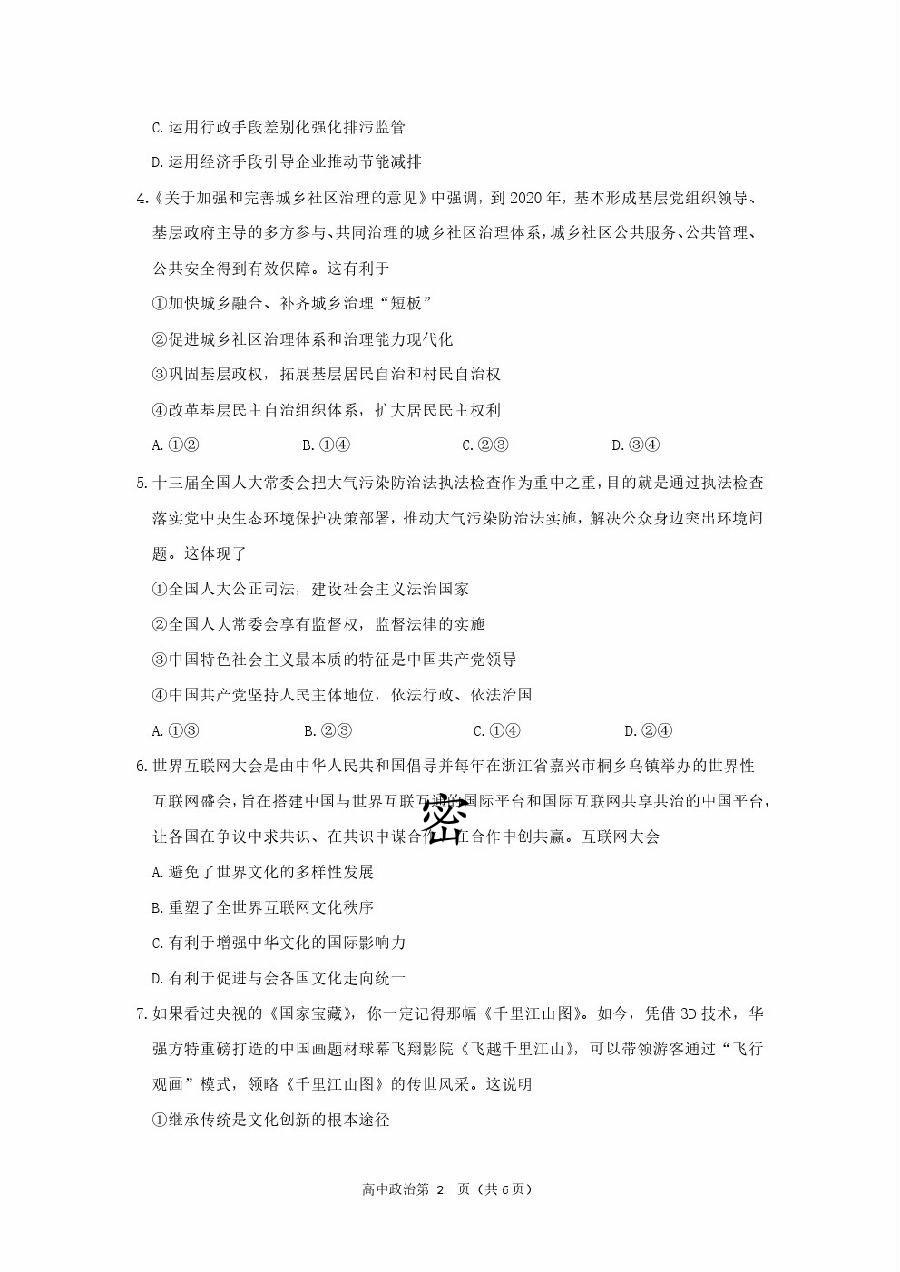 C. 运用行政手段差别化强化排污监管
D. 运用经济手段引导企业推动节能减排
4.《关于加强和完善城乡社区治理的意见》中强调，到 2020 年，基本形成基层党组织领导、
基层政府主导的多方参与、共同治理的城乡社区治理体系，城乡社区公共服务、公共管理、
公共安全得到有效保障。这有利于
①加快城乡融合、补齐城乡治理“短板”
②促进城乡社区治理体系和治理能力现代化
③巩固基层政权，拓展基层居民自治和村民自治权
④改革基层民主自治组织体系，扩大居民民主权利
A. ①② B. ①④ C. ②③ D. ③④
5. 十三届全国人大常委会把大气污染防治法执法检查作为重中之重，目的就是通过执法检查
落实党中央生态环境保护决策部署，推动大气污染防治法实施，解决公众身边突出环境问
题。这体现了
①全国人大公正司法，建设社会主义法治国家
②全国人大常委会享有监督权，监督法律的实施
③中国特色社会主义最本质的特征是中国共产党领导
④中国共产党坚持人民主体地位，依法行政、依法治国
A. ①③ B. ②③ C. ①④ D. ②④
6. 世界互联网大会是由中华人民共和国倡导并每年在浙江省嘉兴市桐乡乌镇举办的世界性
互联网盛会，旨在搭建中国与世界互联互通的国际平台和国际互联网共享共治的中国平台，
让各国在争议中求共识、在共识中谋合作、在合作中创共赢。互联网大会
密
A. 避免了世界文化的多样性发展
B. 重塑了全世界互联网文化秩序
C. 有利于增强中华文化的国际影响力
D. 有利于促进与会各国文化走向统一
7. 如果看过央视的《国家宝藏》，你一定记得那幅《千里江山图》。如今，凭借 3D 技术，华
强方特重磅打造的中国画题材球幕飞翔影院《飞越千里江山》，可以带领游客通过“飞行
观画”模式，领略《千里江山图》的传世风采。这说明
①继承传统是文化创新的根本途径
高中政治第 2 页（共 6 页）